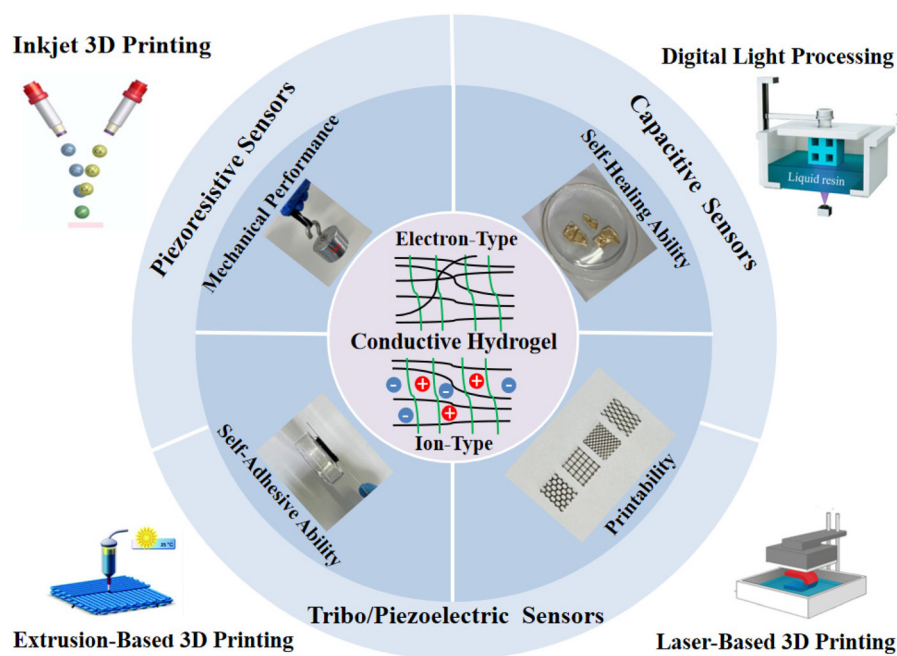 Inkjet 3D Printing
Digital Light Processing
Liquid resin
Piezoresistive Sensors
Capacitive Sensors
Mechanical Performance
Self-Healing Ability
Electron-Type
Conductive Hydrogel
- + - + -
- +
Ion-Type
Self-Adhesive Ability
Printability
Tribo/Piezoelectric Sensors
Extrusion-Based 3D Printing
Laser-Based 3D Printing